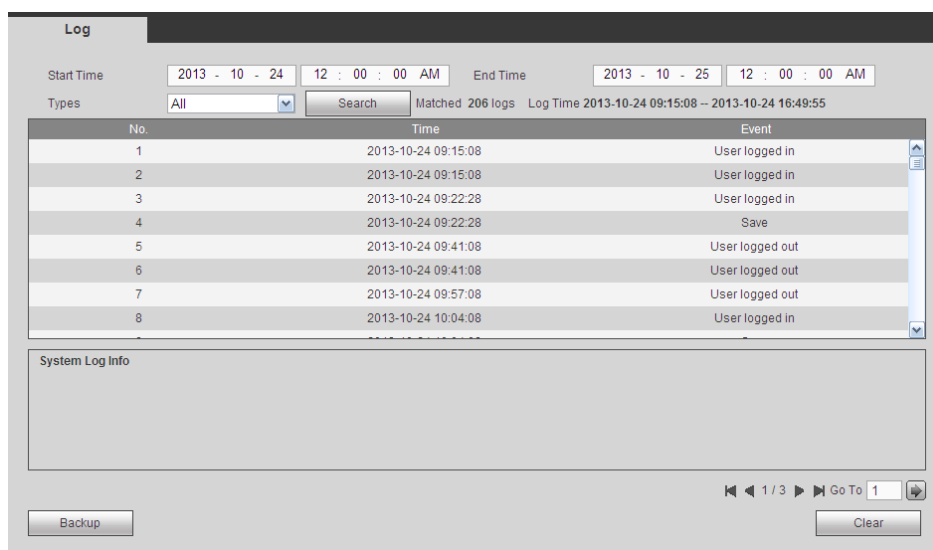 Log
Start Time 2013 - 10 - 24 12 : 00 : 00 AM End Time 2013 - 10 - 25 12 : 00 : 00 AM
Types All Search Matched 206 logs Log Time 2013-10-24 09:15:08 -- 2013-10-24 16:49:55
No. Time Event
1 2013-10-24 09:15:08 User logged in
2 2013-10-24 09:15:08 User logged in
3 2013-10-24 09:22:28 User logged in
4 2013-10-24 09:22:28 Save
5 2013-10-24 09:41:08 User logged out
6 2013-10-24 09:41:08 User logged out
7 2013-10-24 09:57:08 User logged out
8 2013-10-24 10:04:08 User logged in
System Log Info
1 / 3 Go To 1
Backup Clear